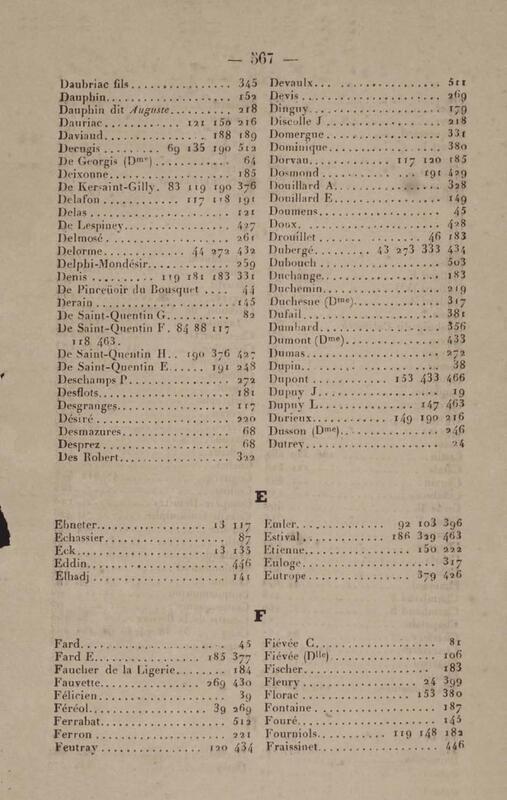 — 567 —
Daubriac fils................ 345
Dauphin.................... 152
Dauphin dit Auguste.......... 218
Dauriac............ 121 150 216
Daviaud................ 188 189
Decugis......... 69 135 190 512
De Georgis (Dme)............. 64
Deixonne................... 185
De Kersaint-Gilly. 83 119 190 376
Delafon............ 117 118 191
Delas ...................... 121
De Lespiney................. 427
Delmosé.................... 261
Delorme............ 44 272 432
Delphi-Mondésir............. 259
Denis ......... 119 181 183 331
De Pincetioir du Bousquet .... 44
Derain..................... 145
De Saint-Quentin G........... 82
De Saint-Quentin F. 84 88 117
118 463.
De Saint-Quentin H.. 190 376 427
De Saint-Quentin E...... 191 248
Deschamps P................ 272
Desflots.................... 181
Desgranges.................. 117
Désiré...................... 220
Desmazures.................. 68
Desprez..................... 68
Des Robert.................. 322
Devaulx.................... 511
Devis...................... 269
Dinguy..................... 179
Discolle J................... 218
Domergue................... 331
Dominique.................. 380
Dorvau............. 117 120 185
Dosmond ............... 191 429
Douillard A................. 328
Douillard E................. 149
Doumens.................... 45
Doux. ..................... 428
Drouillet ............... 46 183
Dubergé......... 43 273 333 434
Dubouch ................... 503
Duchange................... 183
Duchemin................... 219
Duchesne (Dme)............. 317
Dufail...................... 381
Dumbard.................... 356
Dumont (Dme)............... 433
Dumas..................... 272
Dupin....................... 38
Dupont ............ 153 433 466
Dupuy J..................... 19
Dupuy L................ 147 463
Durieux............ 149 190 216
Dusson (Dme)............... 246
Dutrey...................... 24
E
Ebneter................. 13 117
Echassier................... 87
Eck.................... 13 135
Eddin..................... 446
Elhadj .................... 141
Emler.............. 92 103 396
Estival............ 186 329 463
Etienne................ 150 222
Euloge..................... 317
Eutrope................ 379 426
F
Fard....................... 45
Fard E................. 185 377
Faucher de la Ligerie........ 184
Fauvette............... 269 430
Félicien.................... 39
Féréol.................. 39 269
Ferrabat................... 512
Ferron .................... 221
Feutray................ 120 434
Fiévée C.................... 81
Fiévée (Dlle)................ 106
Fischer.................... 183
Fleury.................. 24 399
Florac ................ 153 380
Fontaine................... 187
Fouré...................... 145
Fourniols.......... 119 148 182
Fraissinet.................. 446